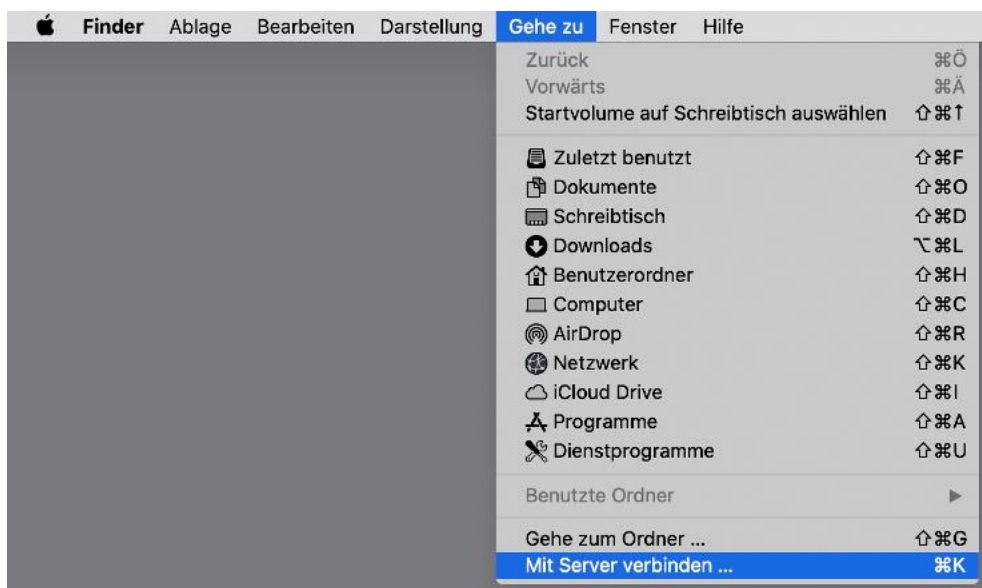 Finder Ablage Bearbeiten Darstellung Gehe zu Fenster Hilfe
Zurück ⌘Ö
Vorwärts ⌘Ä
Startvolume auf Schreibtisch auswählen ⇧⌘↑
Zuletzt benutzt ⇧⌘F
Dokumente ⇧⌘O
Schreibtisch ⇧⌘D
Downloads ⌥⌘L
Benutzerordner ⇧⌘H
Computer ⇧⌘C
AirDrop ⇧⌘R
Netzwerk ⇧⌘K
iCloud Drive ⇧⌘I
Programme ⇧⌘A
Dienstprogramme ⇧⌘U
Benutzte Ordner ▶
Gehe zum Ordner ... ⇧⌘G
Mit Server verbinden ... ⌘K